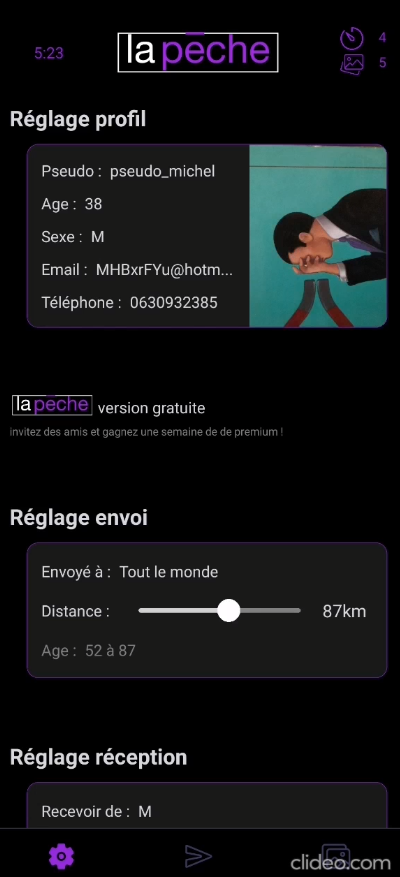 5:23
la pêche
4
5
Réglage profil
Pseudo : pseudo_michel
Age : 38
Sexe : M
Email : MHBxrFYu@hotm...
Téléphone : 0630932385
la pêche version gratuite
invitez des amis et gagnez une semaine de de premium !
Réglage envoi
Envoyé à : Tout le monde
Distance : 87km
Age : 52 à 87
Réglage réception
Recevoir de : M
clideo.com